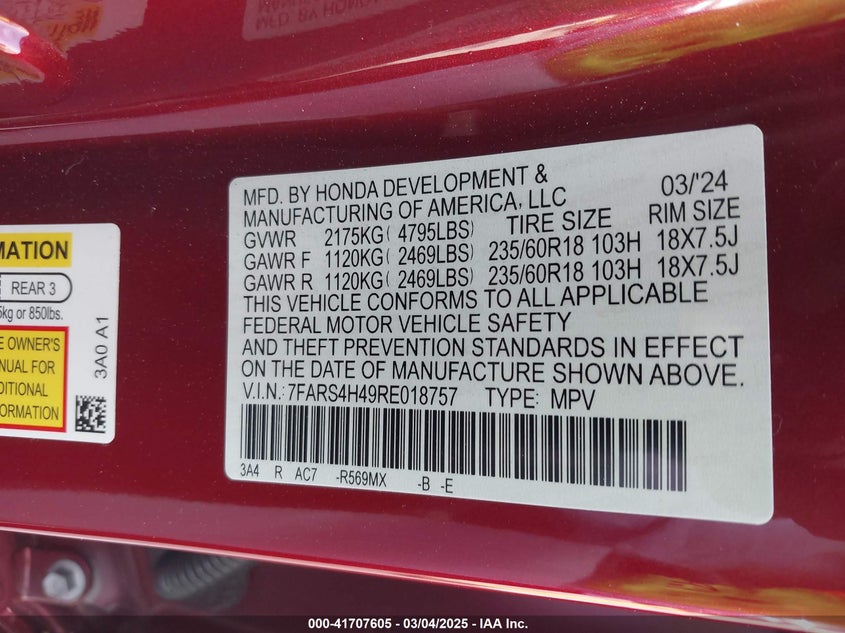 MFD. BY HONDA DEVELOPMENT &
MANUFACTURING OF AMERICA, LLC 03/'24
GVWR 2175KG( 4795LBS) TIRE SIZE RIM SIZE
GAWR F 1120KG( 2469LBS) 235/60R18 103H 18X7.5J
GAWR R 1120KG( 2469LBS) 235/60R18 103H 18X7.5J
THIS VEHICLE CONFORMS TO ALL APPLICABLE
FEDERAL MOTOR VEHICLE SAFETY
AND THEFT PREVENTION STANDARDS IN EFFECT
ON THE DATE OF MANUFACTURE SHOWN ABOVE.
V.I.N.: 7FARS4H49RE018757 TYPE: MPV
3A4 R AC7 -R569MX -B -E
MATION
REAR 3
kg or 850lbs.
OWNER'S
FOR
INFORMATION
3A0 A1
000-41707605 - 03/04/2025 - IAA Inc.